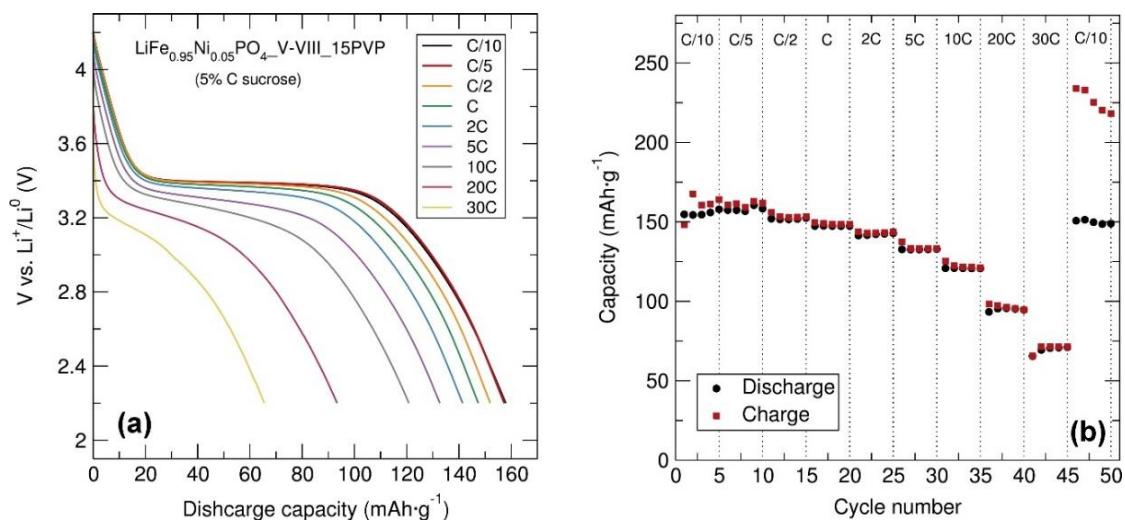 LiFe0.95Ni0.05PO4_V-VIII_15PVP
(5% C sucrose)
C/10
C/5
C/2
C
2C
5C
10C
20C
30C
4
3.6
3.2
2.8
2.4
2
V vs. Li+/Li0 (V)
0 20 40 60 80 100 120 140 160
Dishcarge capacity (mAh·g-1)
(a)
C/10 C/5 C/2 C 2C 5C 10C 20C 30C C/10
250
200
150
100
50
0
Capacity (mAh·g-1)
Discharge
Charge
(b)
0 5 10 15 20 25 30 35 40 45 50
Cycle number